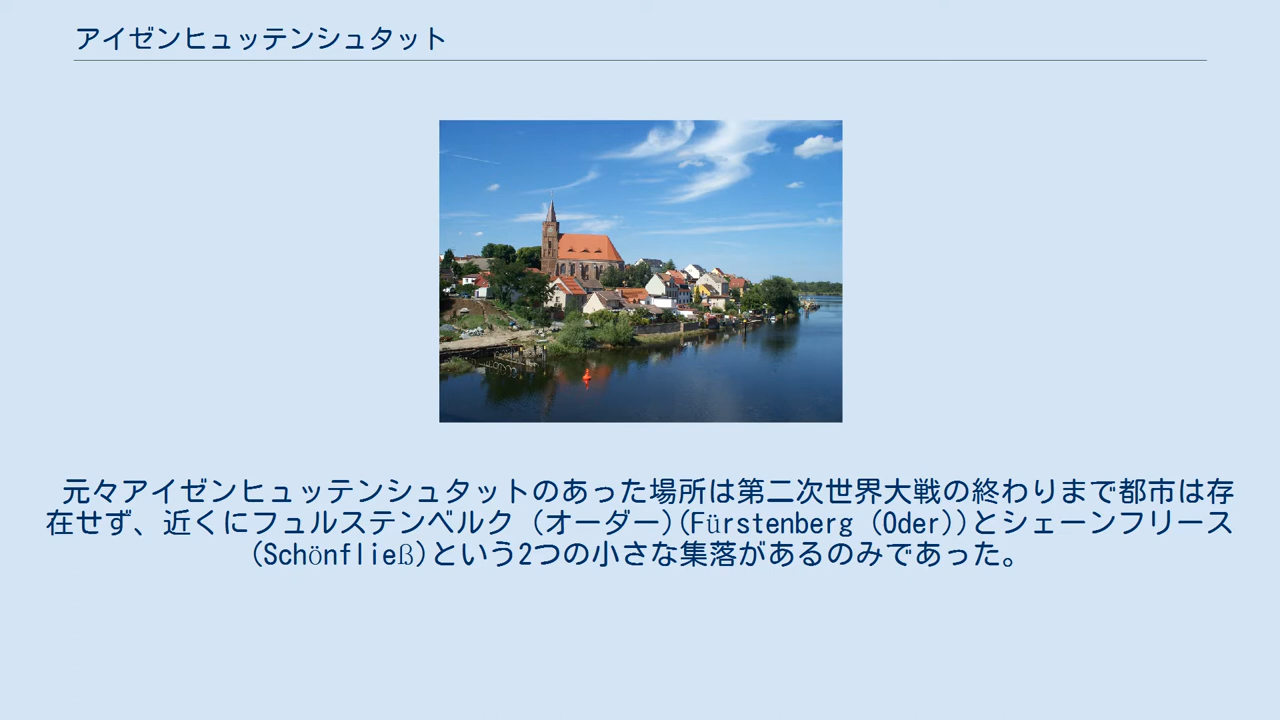 アイゼンヒュッテンシュタット
元々アイゼンヒュッテンシュタットのあった場所は第二次世界大戦の終わりまで都市は存
在せず、近くにフュルステンベルク (オーダー)(Fürstenberg (Oder))とシェーンフリース
(Schönfließ)という2つの小さな集落があるのみであった。